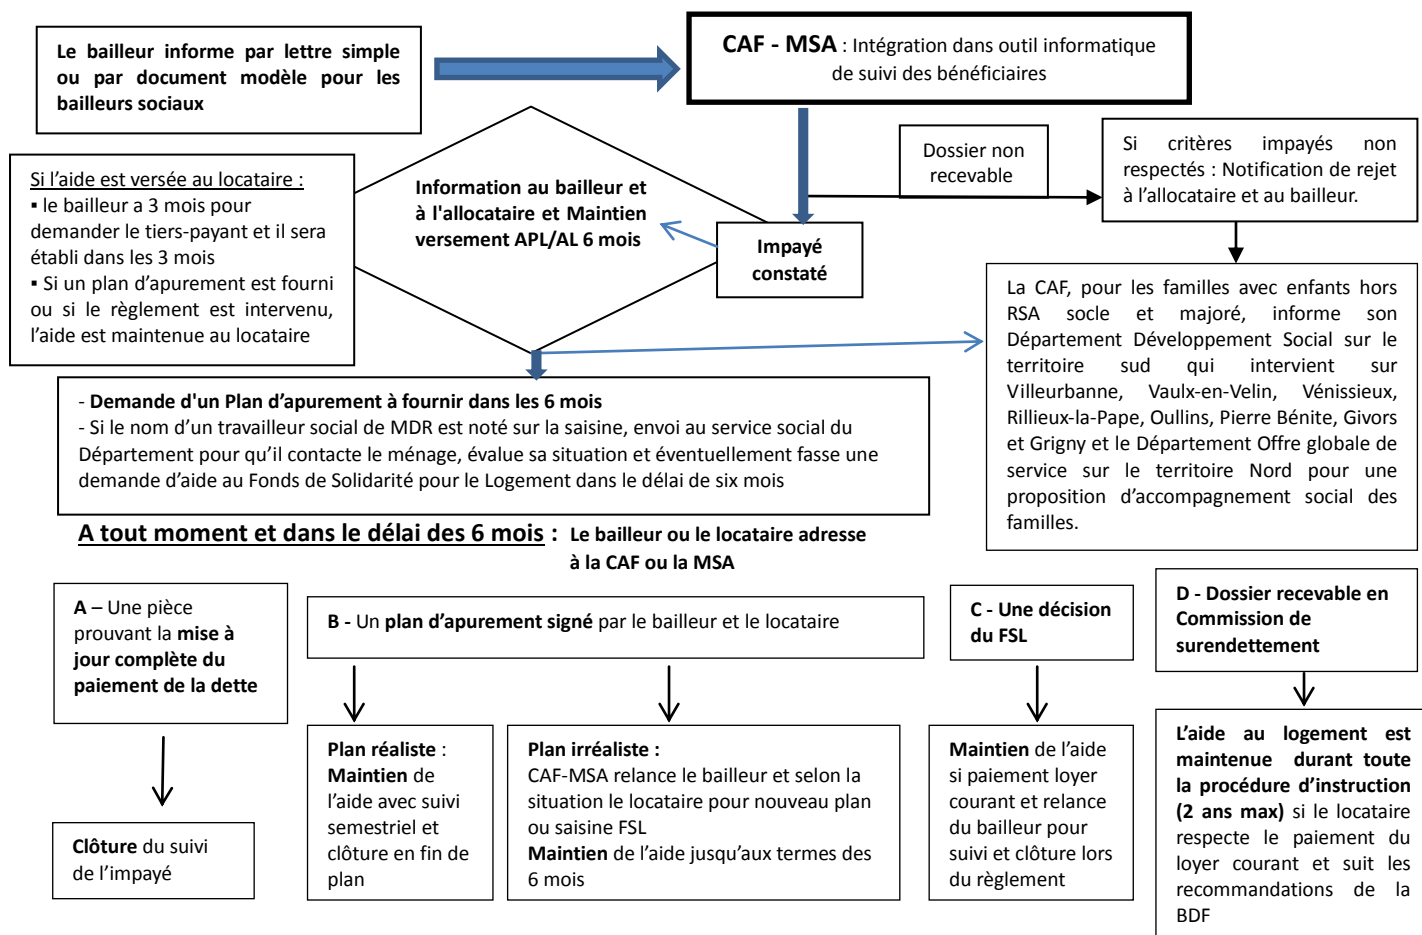 Le bailleur informe par lettre simple
ou par document modèle pour les
bailleurs sociaux
CAF - MSA : Intégration dans outil informatique
de suivi des bénéficiaires
Dossier non
recevable
Si critères impayés non
respectés : Notification de rejet
à l’allocataire et au bailleur.
Si l’aide est versée au locataire :
▪ le bailleur a 3 mois pour
demander le tiers-payant et il sera
établi dans les 3 mois
▪ Si un plan d’apurement est fourni
ou si le règlement est intervenu,
l’aide est maintenue au locataire
Information au bailleur et
à l'allocataire et Maintien
versement APL/AL 6 mois
Impayé
constaté
La CAF, pour les familles avec enfants hors
RSA socle et majoré, informe son
Département Développement Social sur le
territoire sud qui intervient sur
Villeurbanne, Vaulx-en-Velin, Vénissieux,
Rillieux-la-Pape, Oullins, Pierre Bénite, Givors
et Grigny et le Département Offre globale de
service sur le territoire Nord pour une
proposition d’accompagnement social des
familles.
- Demande d'un Plan d’apurement à fournir dans les 6 mois
- Si le nom d’un travailleur social de MDR est noté sur la saisine, envoi au service social du
Département pour qu’il contacte le ménage, évalue sa situation et éventuellement fasse une
demande d’aide au Fonds de Solidarité pour le Logement dans le délai de six mois
A tout moment et dans le délai des 6 mois : Le bailleur ou le locataire adresse
à la CAF ou la MSA
A – Une pièce
prouvant la mise à
jour complète du
paiement de la dette
B - Un plan d’apurement signé par le bailleur et le locataire
C - Une décision
du FSL
D - Dossier recevable en
Commission de
surendettement
Clôture du suivi
de l’impayé
Plan réaliste :
Maintien de
l’aide avec suivi
semestriel et
clôture en fin de
plan
Plan irréaliste :
CAF-MSA relance le bailleur et selon la
situation le locataire pour nouveau plan
ou saisine FSL
Maintien de l’aide jusqu’aux termes des
6 mois
Maintien de l’aide
si paiement loyer
courant et relance
du bailleur pour
suivi et clôture lors
du règlement
L’aide au logement est
maintenue durant toute
la procédure d’instruction
(2 ans max) si le locataire
respecte le paiement du
loyer courant et suit les
recommandations de la
BDF